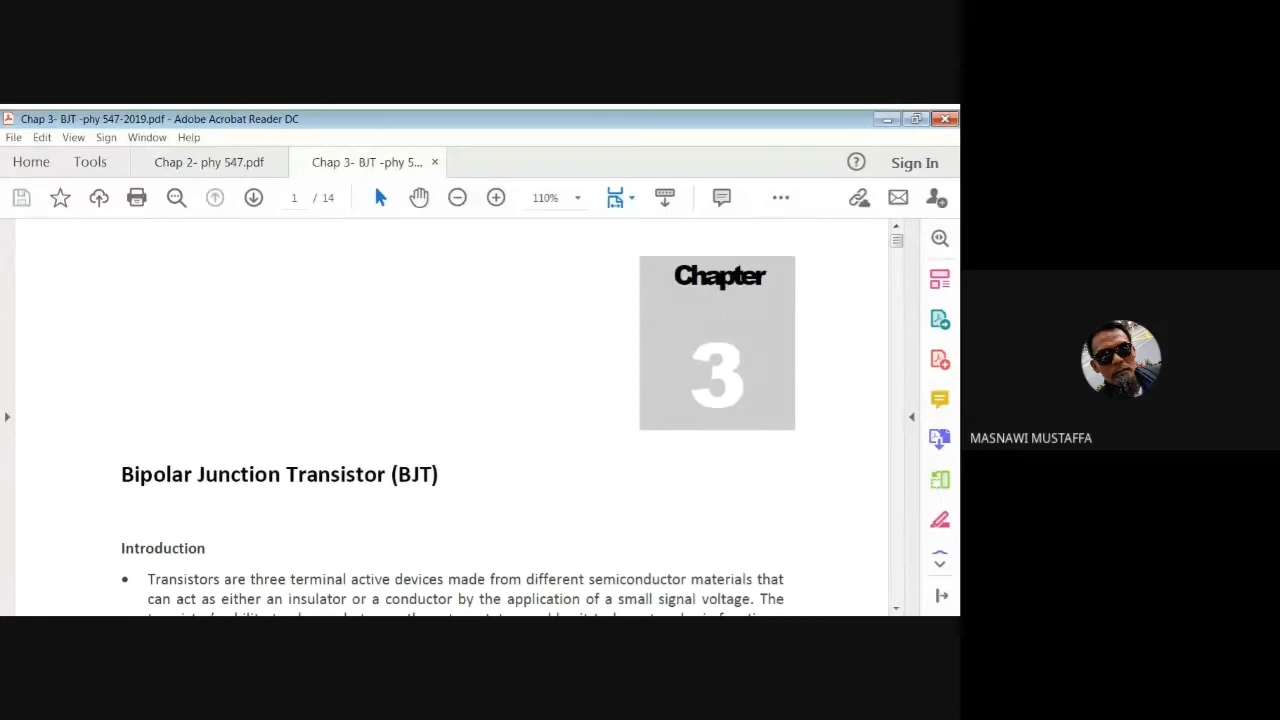 Chap 3- BJT -phy 547-2019.pdf - Adobe Acrobat Reader DC
File Edit View Sign Window Help
Home Tools Chap 2- phy 547.pdf Chap 3- BJT -phy 5... × Sign In
1 / 14 110%
Chapter
3
MASNAWI MUSTAFFA
Bipolar Junction Transistor (BJT)
Introduction
• Transistors are three terminal active devices made from different semiconductor materials that
can act as either an insulator or a conductor by the application of a small signal voltage. The